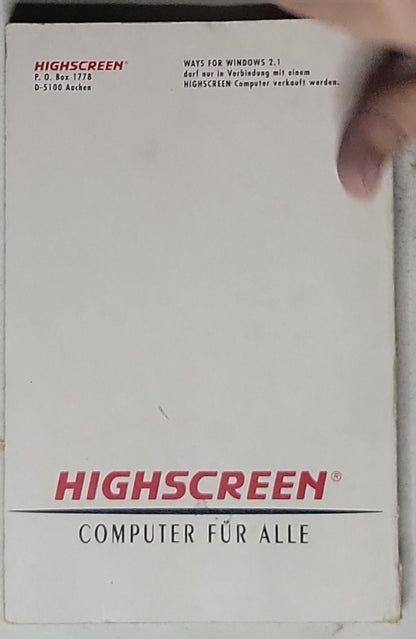 HIGHSCREEN®
P. O. Box 1778
D-5100 Aachen
WAYS FOR WINDOWS 2.1
darf nur in Verbindung mit einem
HIGHSCREEN Computer verkauft werden.
HIGHSCREEN®
COMPUTER FÜR ALLE